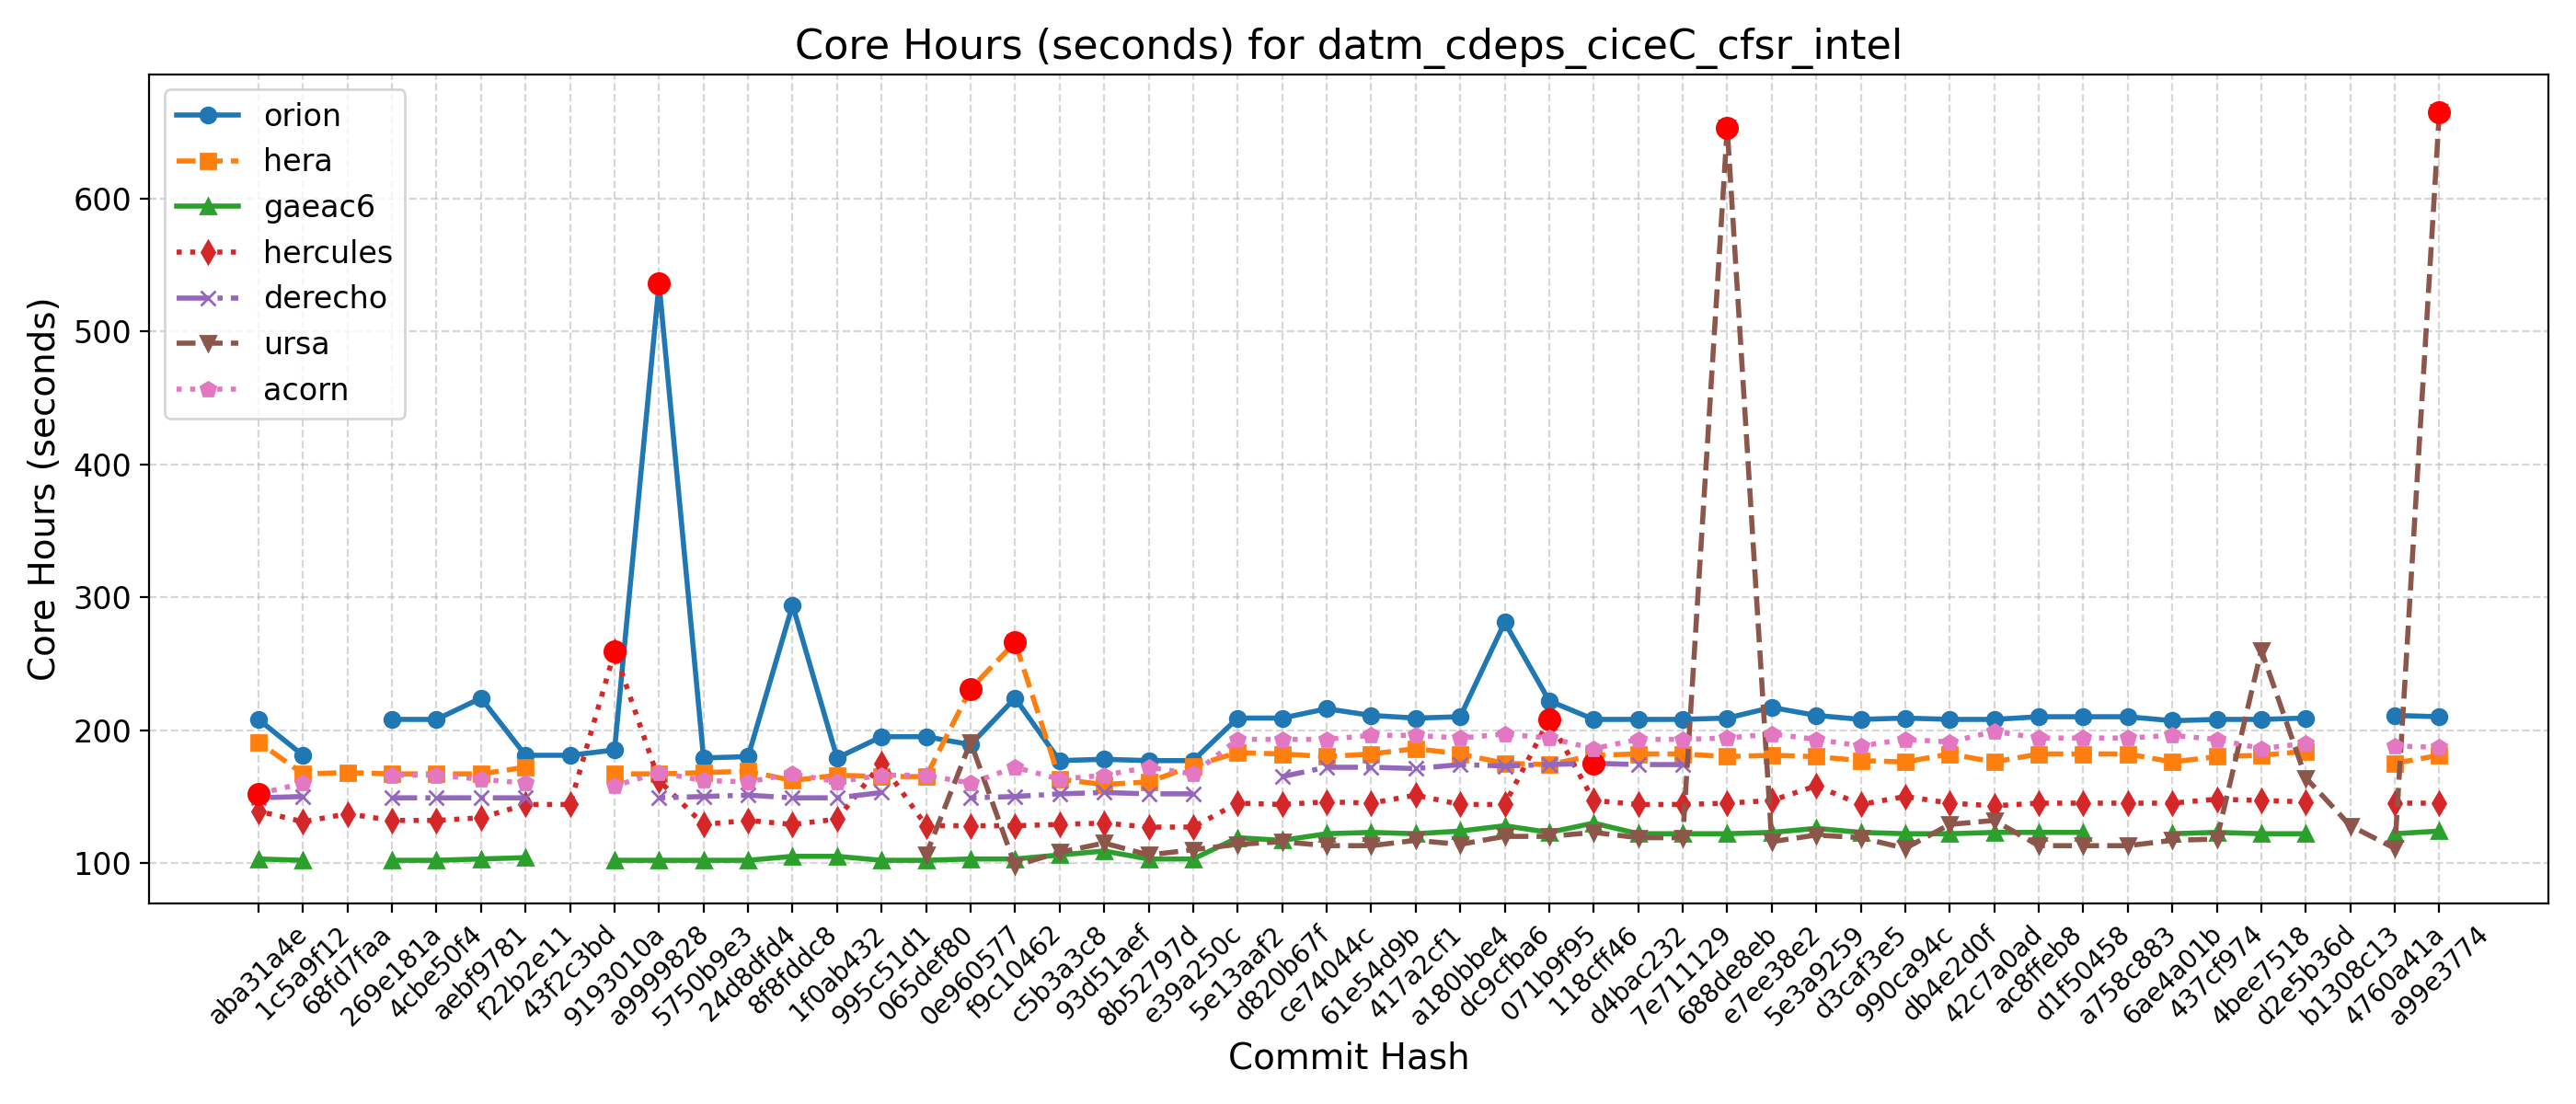 Core Hours (seconds) for datm_cdeps_ciceC_cfsr_intel
Core Hours (seconds)
600
500
400
300
200
100
orion
hera
gaeac6
hercules
derecho
ursa
acorn
aba31a4e
1c5a9f12
68fd7faa
269e181a
4cbe50f4
aebf9781
f22b2e11
43f2c3bd
9193010a
a9999828
5750b9e3
24d8dfd4
8f8fddc8
1f0ab432
995c51d1
065def80
0e960577
f9c10462
c5b3a3c8
93d51aef
8b52797d
e39a250c
5e13aaf2
d820b67f
ce74044c
61e54d9b
417a2cf1
a180bbe4
dc9cfba6
071b9f95
118cff46
d4bac232
7e711129
688de8eb
e7ee38e2
5e3a9259
d3caf3e5
990ca94c
db4e2d0f
42c7a0ad
ac8ffeb8
d1f50458
a758c883
6ae4a01b
437cf974
4bee7518
d2e5b36d
b1308c13
4760a41a
a99e3774
Commit Hash